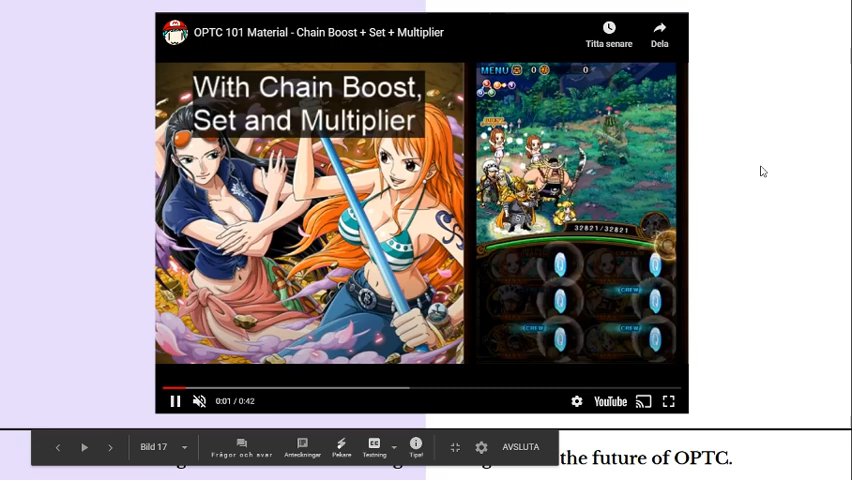 OPTC 101 Material - Chain Boost + Set + Multiplier
Titta senare
Dela
With Chain Boost,
Set and Multiplier
MENU 0 0
32821/32821
CREW
CREW
CREW
0:01 / 0:42
YouTube
Bild 17
Frågor och svar
Anteckningar
Pekare
Textning
Tips!
AVSLUTA
the future of OPTC.